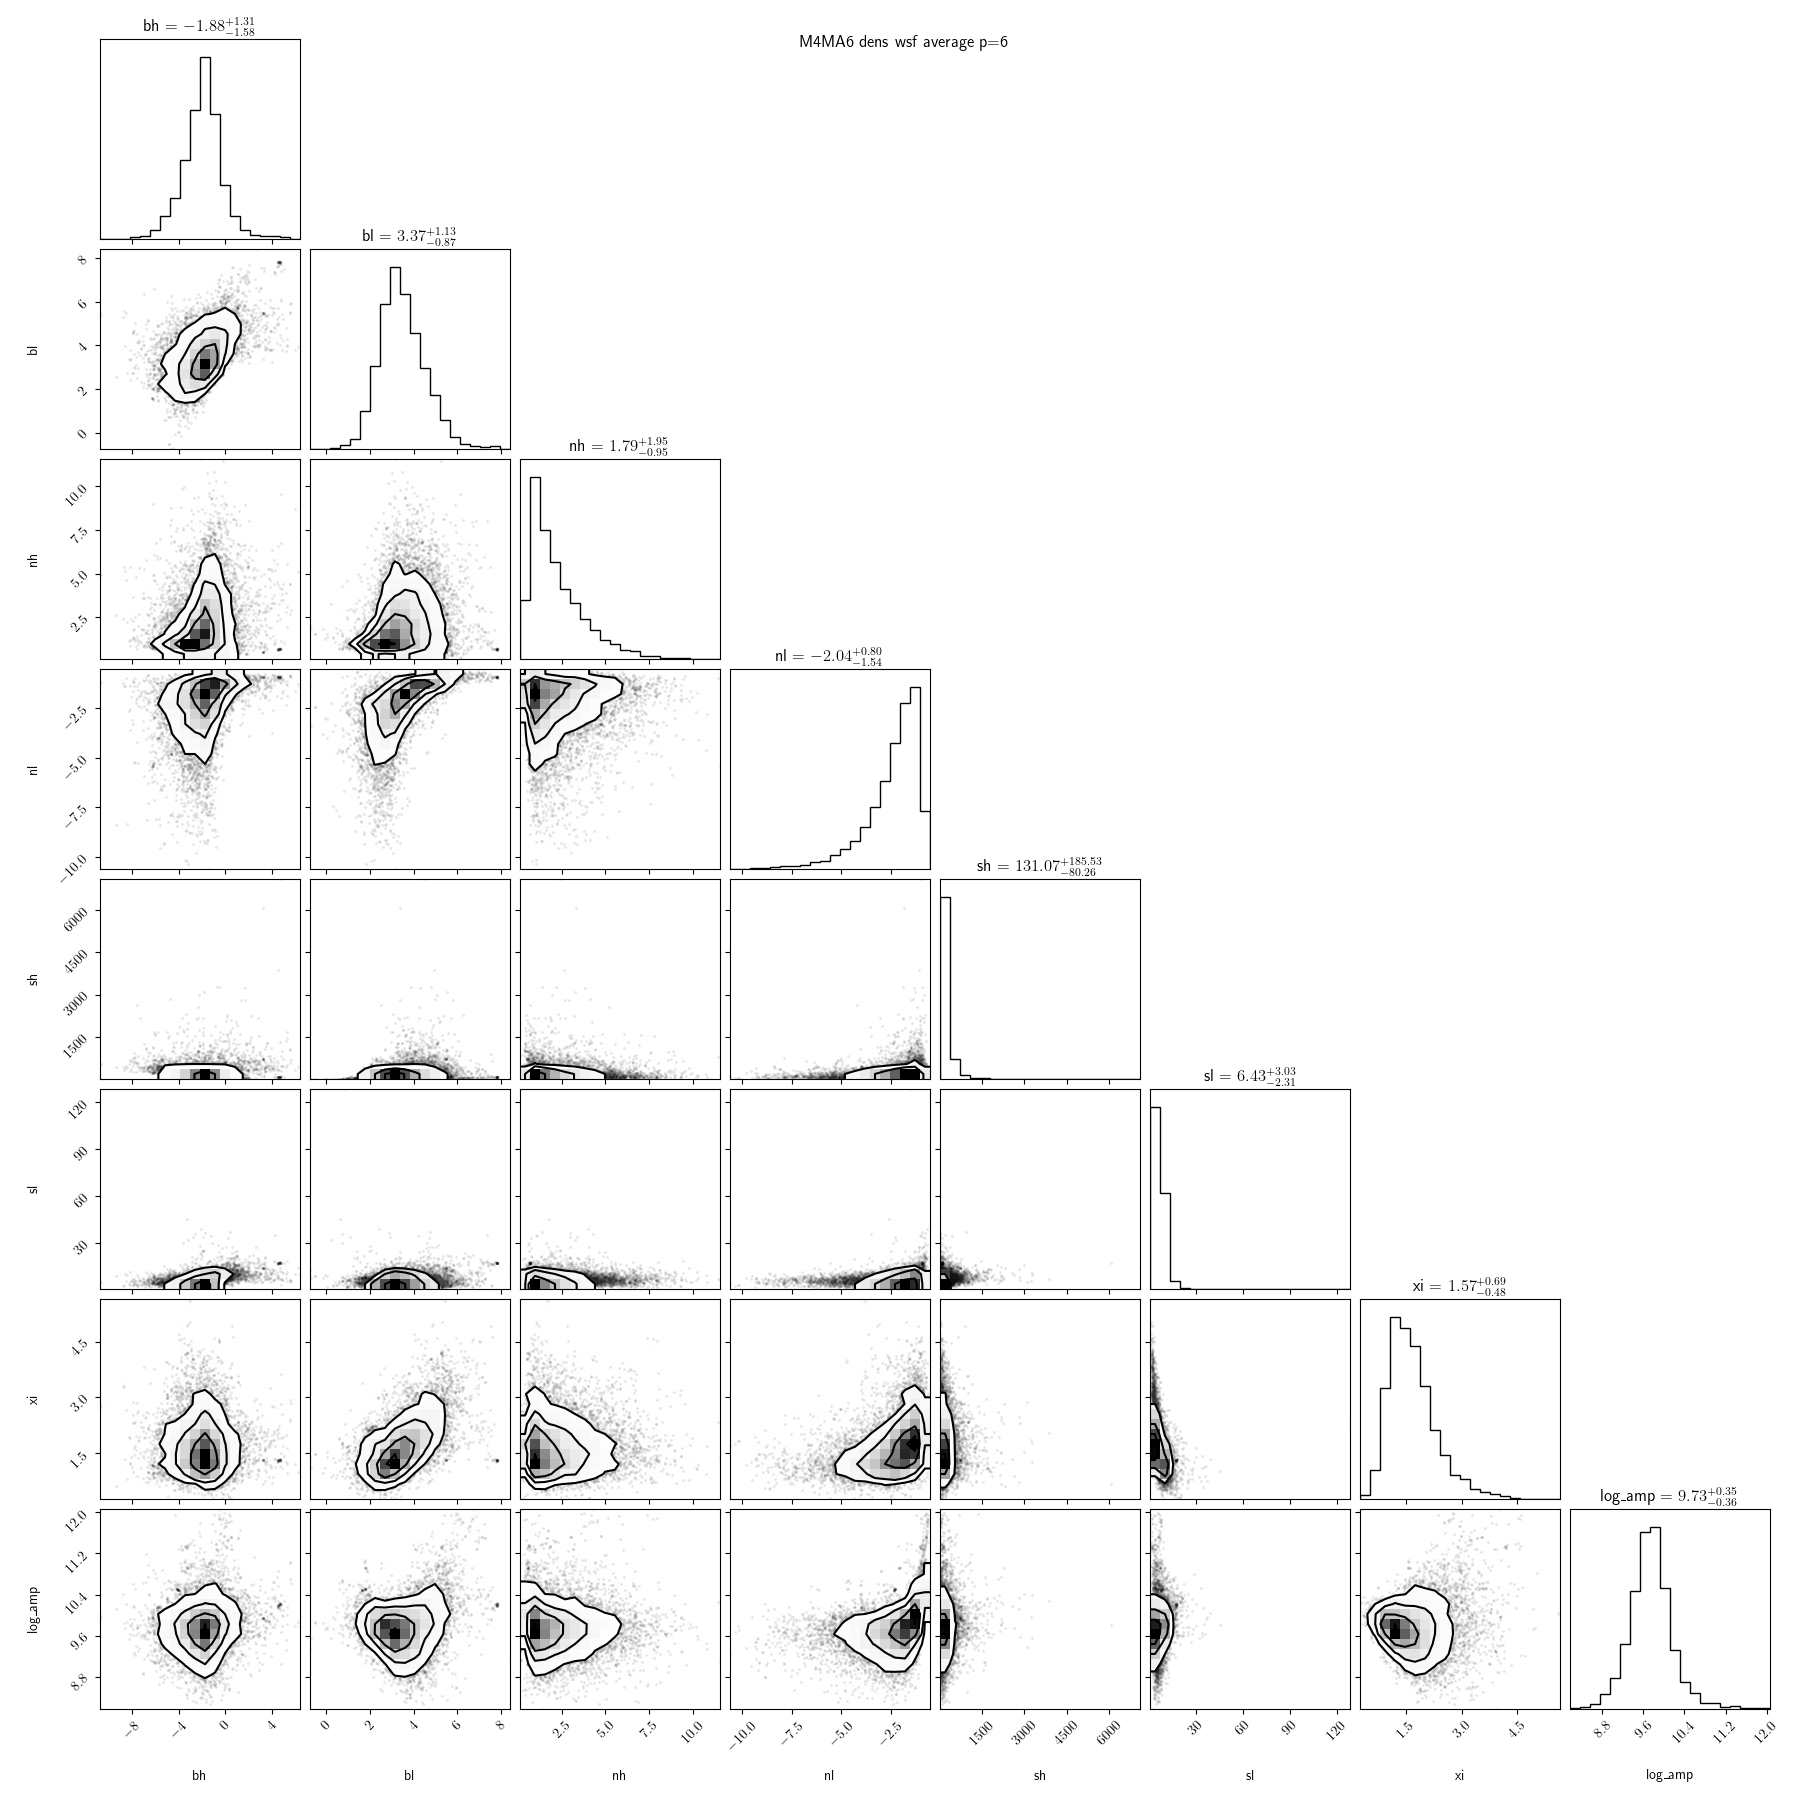 M4MA6 dens wsf average p=6
bh = −1.88 +1.31 −1.58
bl = 3.37 +1.13 −0.87
8
6
4
2
0
bl
nh = 1.79 +1.95 −0.95
10.0
7.5
5.0
2.5
nh
nl = −2.04 +0.80 −1.54
−2.5
−5.0
−7.5
−10.0
nl
sh = 131.07 +185.53 −80.26
6000
4500
3000
1500
sh
sl = 6.43 +3.03 −2.31
120
90
60
30
sl
xi = 1.57 +0.69 −0.48
4.5
3.0
1.5
xi
log_amp = 9.73 +0.35 −0.36
12.0
11.2
10.4
9.6
8.8
log_amp
−8 −4 0 4
0 2 4 6 8
2.5 5.0 7.5 10.0
−10.0 −7.5 −5.0 −2.5
1500 3000 4500 6000
30 60 90 120
1.5 3.0 4.5
8.8 9.6 10.4 11.2 12.0
bh bl nh nl sh sl xi log_amp